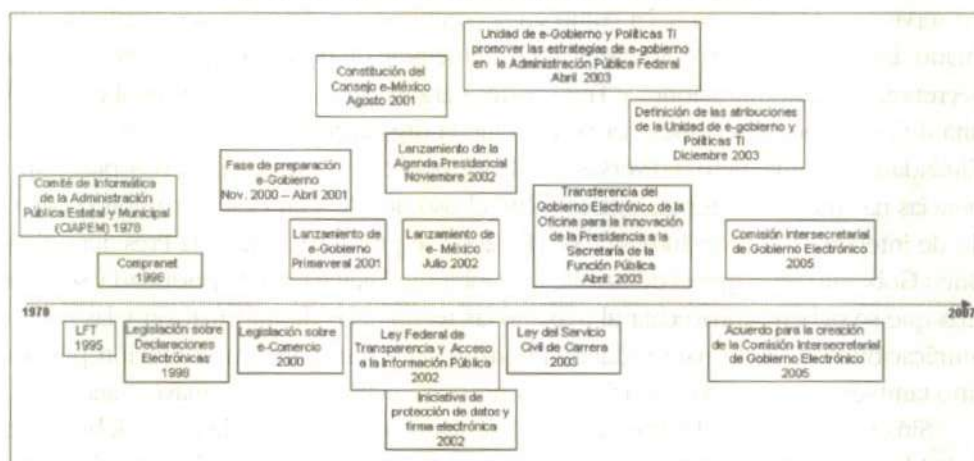 Unidad de e-Gobierno y Políticas TI
promover las estrategias de e-gobierno
en la Administración Pública Federal
Abril 2003
Constitución del
Consejo e-México
Agosto 2001
Definición de las atribuciones
de la Unidad de e-gobierno y
Políticas TI
Diciembre 2003
Lanzamiento de la
Agenda Presidencial
Noviembre 2002
Fase de preparación
e-Gobierno
Nov. 2000 – Abril 2001
Comité de Informática
de la Administración
Pública Estatal y Municipal
(CIAPEM) 1978
Transferencia del
Gobierno Electrónico de la
Oficina para la innovación
de la Presidencia a la
Secretaría de la
Función Pública
Abril. 2003
Lanzamiento de
e-Gobierno
Primaveral 2001
Lanzamiento de
e- México
Julio 2002
Comisión Intersecretarial
de Gobierno Electrónico
2005
Compranet
1996
1978
2007
LFT
1995
Legislación sobre
Declaraciones
Electrónicas
1998
Legislación sobre
e-Comercio
2000
Ley Federal de
Transparencia y Acceso
a la Información Pública
2002
Ley del Servicio
Civil de Carrera
2003
Acuerdo para la creación
de la Comisión Intersecretarial
de Gobierno Electrónico
2005
Iniciativa de
protección de datos y
firma electrónica
2002